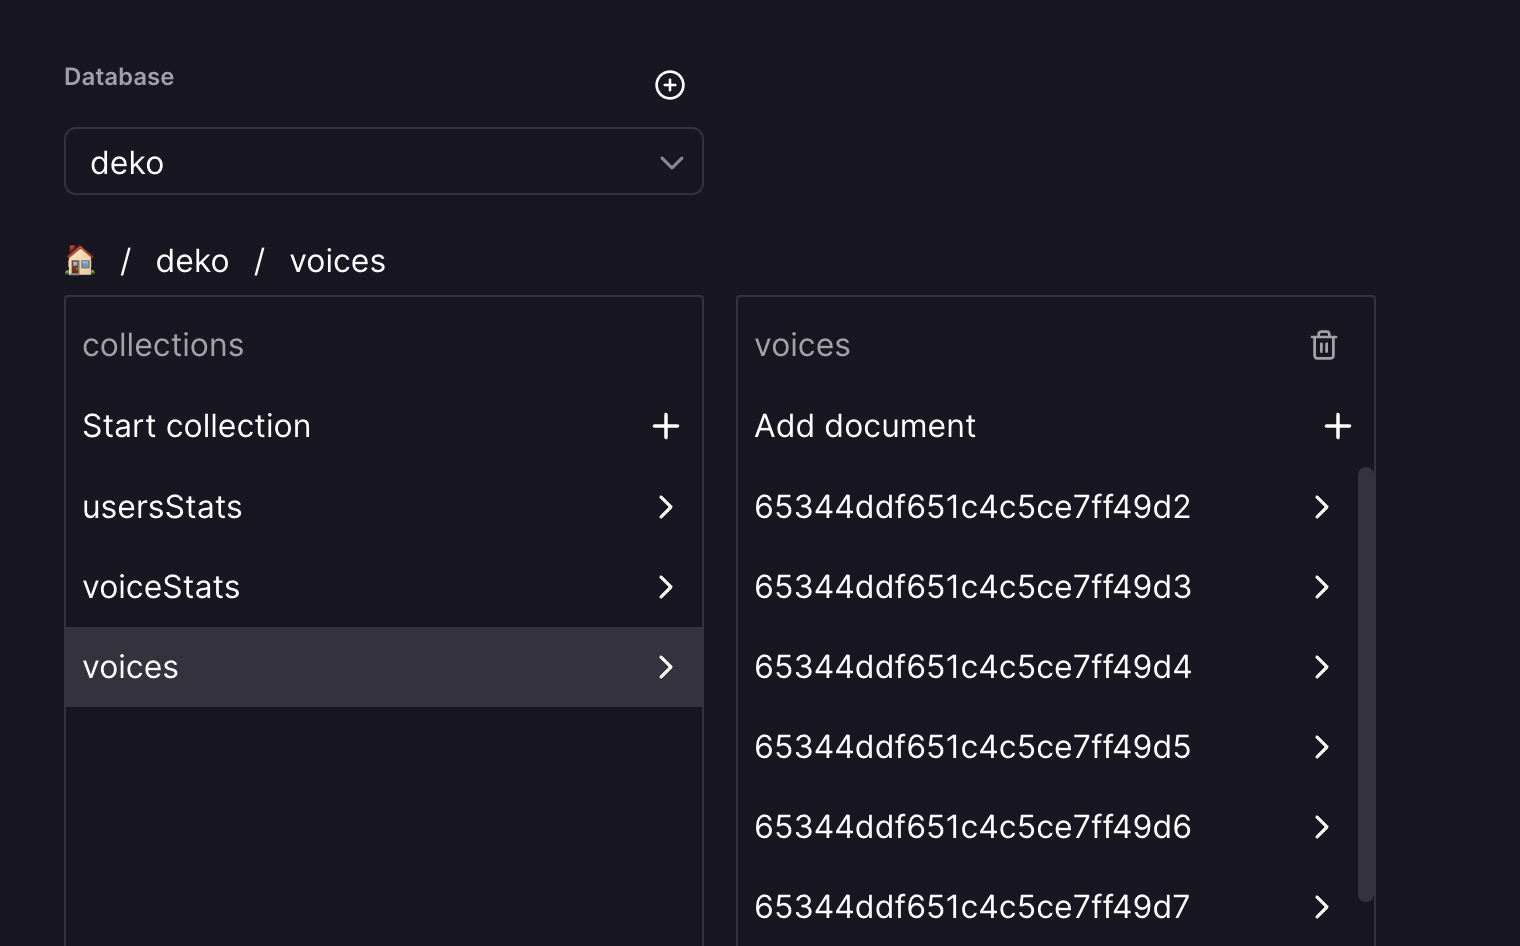 Database
deko
/ deko / voices
collections
Start collection
usersStats
voiceStats
voices
voices
Add document
65344ddf651c4c5ce7ff49d2
65344ddf651c4c5ce7ff49d3
65344ddf651c4c5ce7ff49d4
65344ddf651c4c5ce7ff49d5
65344ddf651c4c5ce7ff49d6
65344ddf651c4c5ce7ff49d7